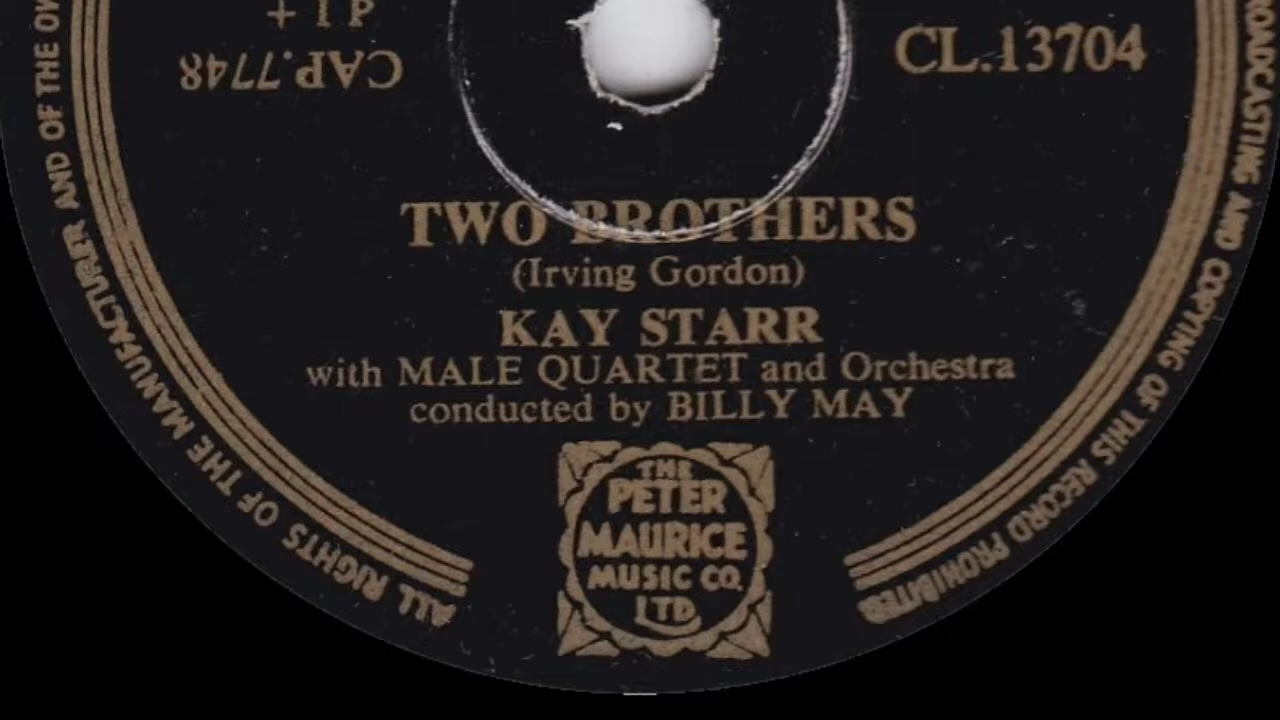 P 1 +
CAP.7748
CL.13704
TWO BROTHERS
(Irving Gordon)
KAY STARR
with MALE QUARTET and Orchestra
conducted by BILLY MAY
THE
PETER
MAURICE
MUSIC CO.
LTD
ALL RIGHTS OF THE MANUFACTURER AND OF THE
BROADCASTING AND COPYING OF THIS RECORD PROHIBITED